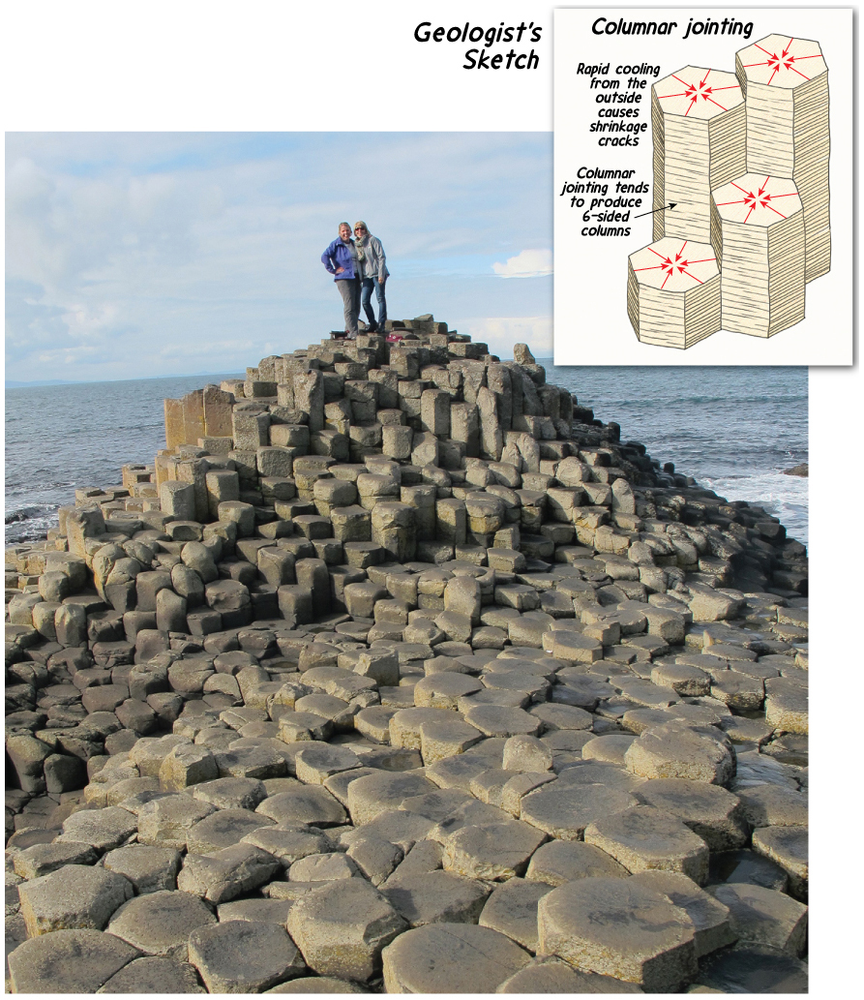 Geologist's
Sketch
Columnar jointing
Rapid cooling
from the
outside
causes
shrinkage
cracks
Columnar
jointing tends
to produce
6-sided
columns